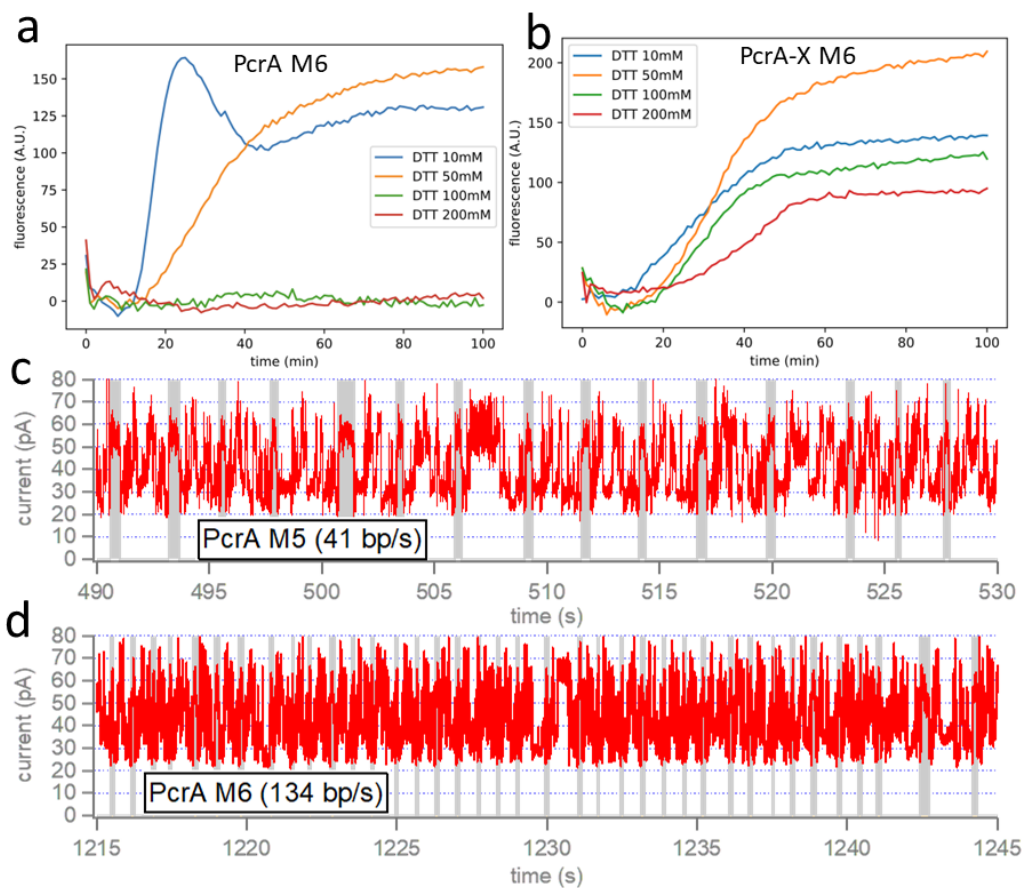 a
PcrA M6
fluorescence (A.U.)
150
125
100
75
50
25
0
DTT 10mM
DTT 50mM
DTT 100mM
DTT 200mM
0 20 40 60 80 100
time (min)
b
PcrA-X M6
DTT 10mM
DTT 50mM
DTT 100mM
DTT 200mM
fluorescence (A.U.)
200
150
100
50
0
0 20 40 60 80 100
time (min)
c
current (pA)
80
70
60
50
40
30
20
10
0
PcrA M5 (41 bp/s)
490 495 500 505 510 515 520 525 530
time (s)
d
current (pA)
80
70
60
50
40
30
20
10
0
PcrA M6 (134 bp/s)
1215 1220 1225 1230 1235 1240 1245
time (s)